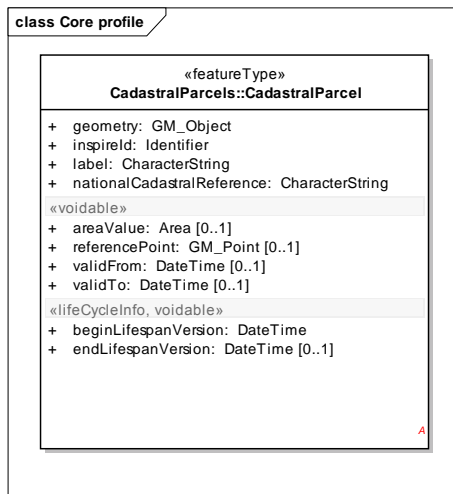 class Core profile
«featureType»
CadastralParcels::CadastralParcel
+ geometry: GM_Object
+ inspireId: Identifier
+ label: CharacterString
+ nationalCadastralReference: CharacterString
«voidable»
+ areaValue: Area [0..1]
+ referencePoint: GM_Point [0..1]
+ validFrom: DateTime [0..1]
+ validTo: DateTime [0..1]
«lifeCycleInfo, voidable»
+ beginLifespanVersion: DateTime
+ endLifespanVersion: DateTime [0..1]
A